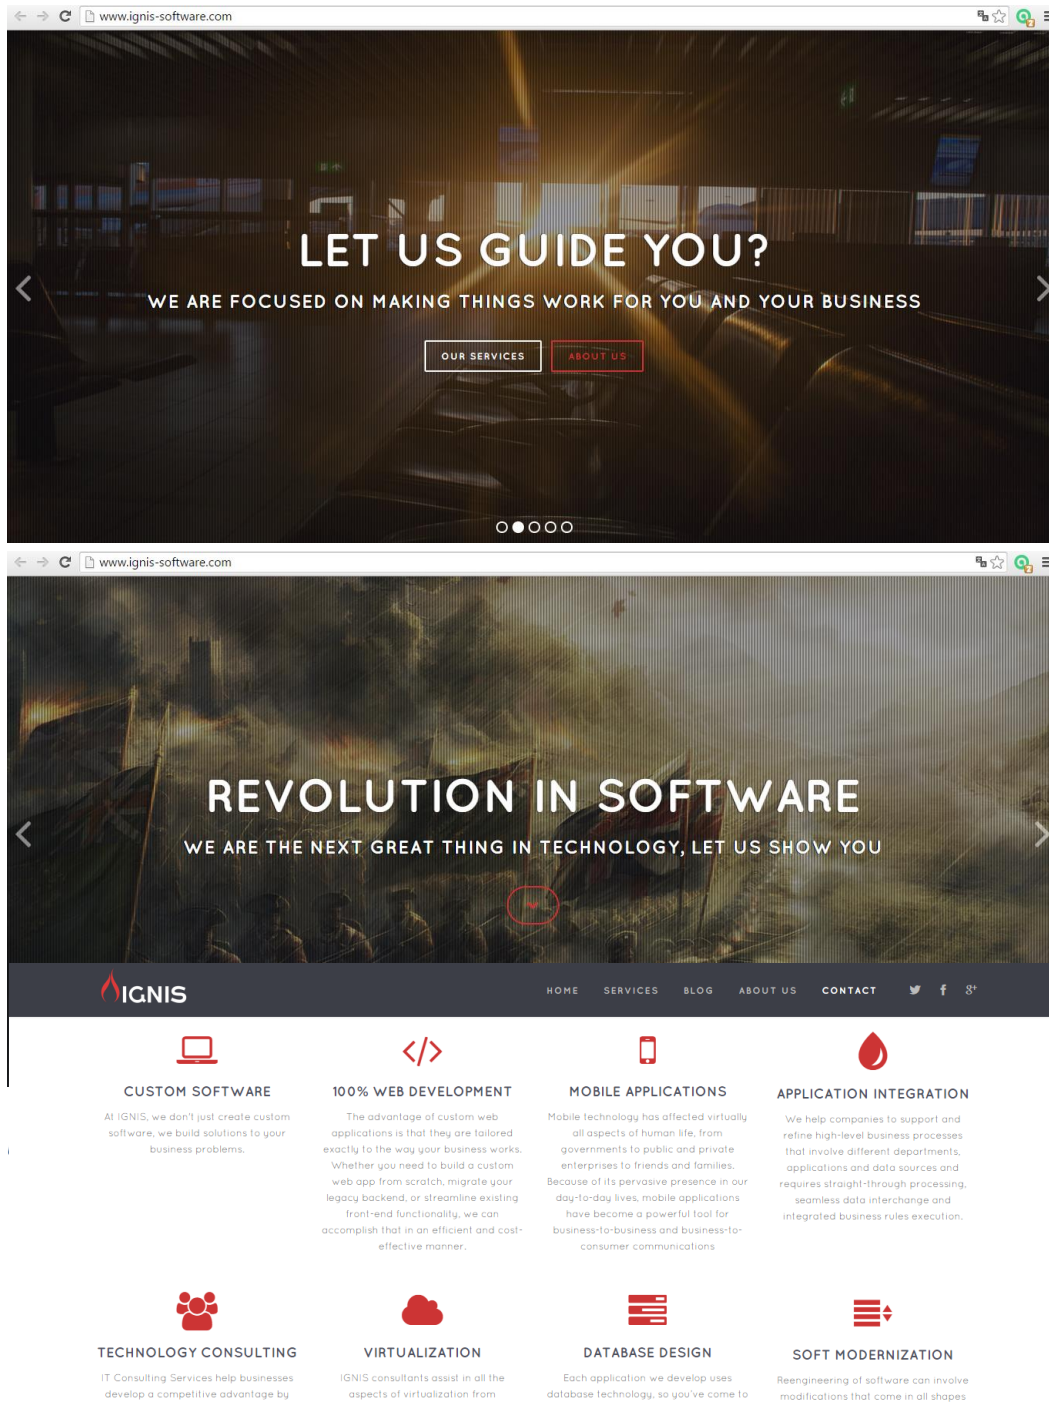 www.ignis-software.com
LET US GUIDE YOU?
WE ARE FOCUSED ON MAKING THINGS WORK FOR YOU AND YOUR BUSINESS
OUR SERVICES
ABOUT US
www.ignis-software.com
REVOLUTION IN SOFTWARE
WE ARE THE NEXT GREAT THING IN TECHNOLOGY, LET US SHOW YOU
IGNIS
HOME SERVICES BLOG ABOUT US CONTACT
CUSTOM SOFTWARE
At IGNIS, we don't just create custom
software, we build solutions to your
business problems.
100% WEB DEVELOPMENT
The advantage of custom web
applications is that they are tailored
exactly to the way your business works.
Whether you need to build a custom
web app from scratch, migrate your
legacy backend, or streamline existing
front-end functionality, we can
accomplish that in an efficient and cost-
effective manner.
MOBILE APPLICATIONS
Mobile technology has affected virtually
all aspects of human life, from
governments to public and private
enterprises to friends and families.
Because of its pervasive presence in our
day-to-day lives, mobile applications
have become a powerful tool for
business-to-business and business-to-
consumer communications
APPLICATION INTEGRATION
We help companies to support and
refine high-level business processes
that involve different departments,
applications and data sources and
requires straight-through processing,
seamless data interchange and
integrated business rules execution.
TECHNOLOGY CONSULTING
IT Consulting Services help businesses
develop a competitive advantage by
VIRTUALIZATION
IGNIS consultants assist in all the
aspects of virtualization from
DATABASE DESIGN
Each application we develop uses
database technology, so you've come to
SOFT MODERNIZATION
Reengineering of software can involve
modifications that come in all shapes